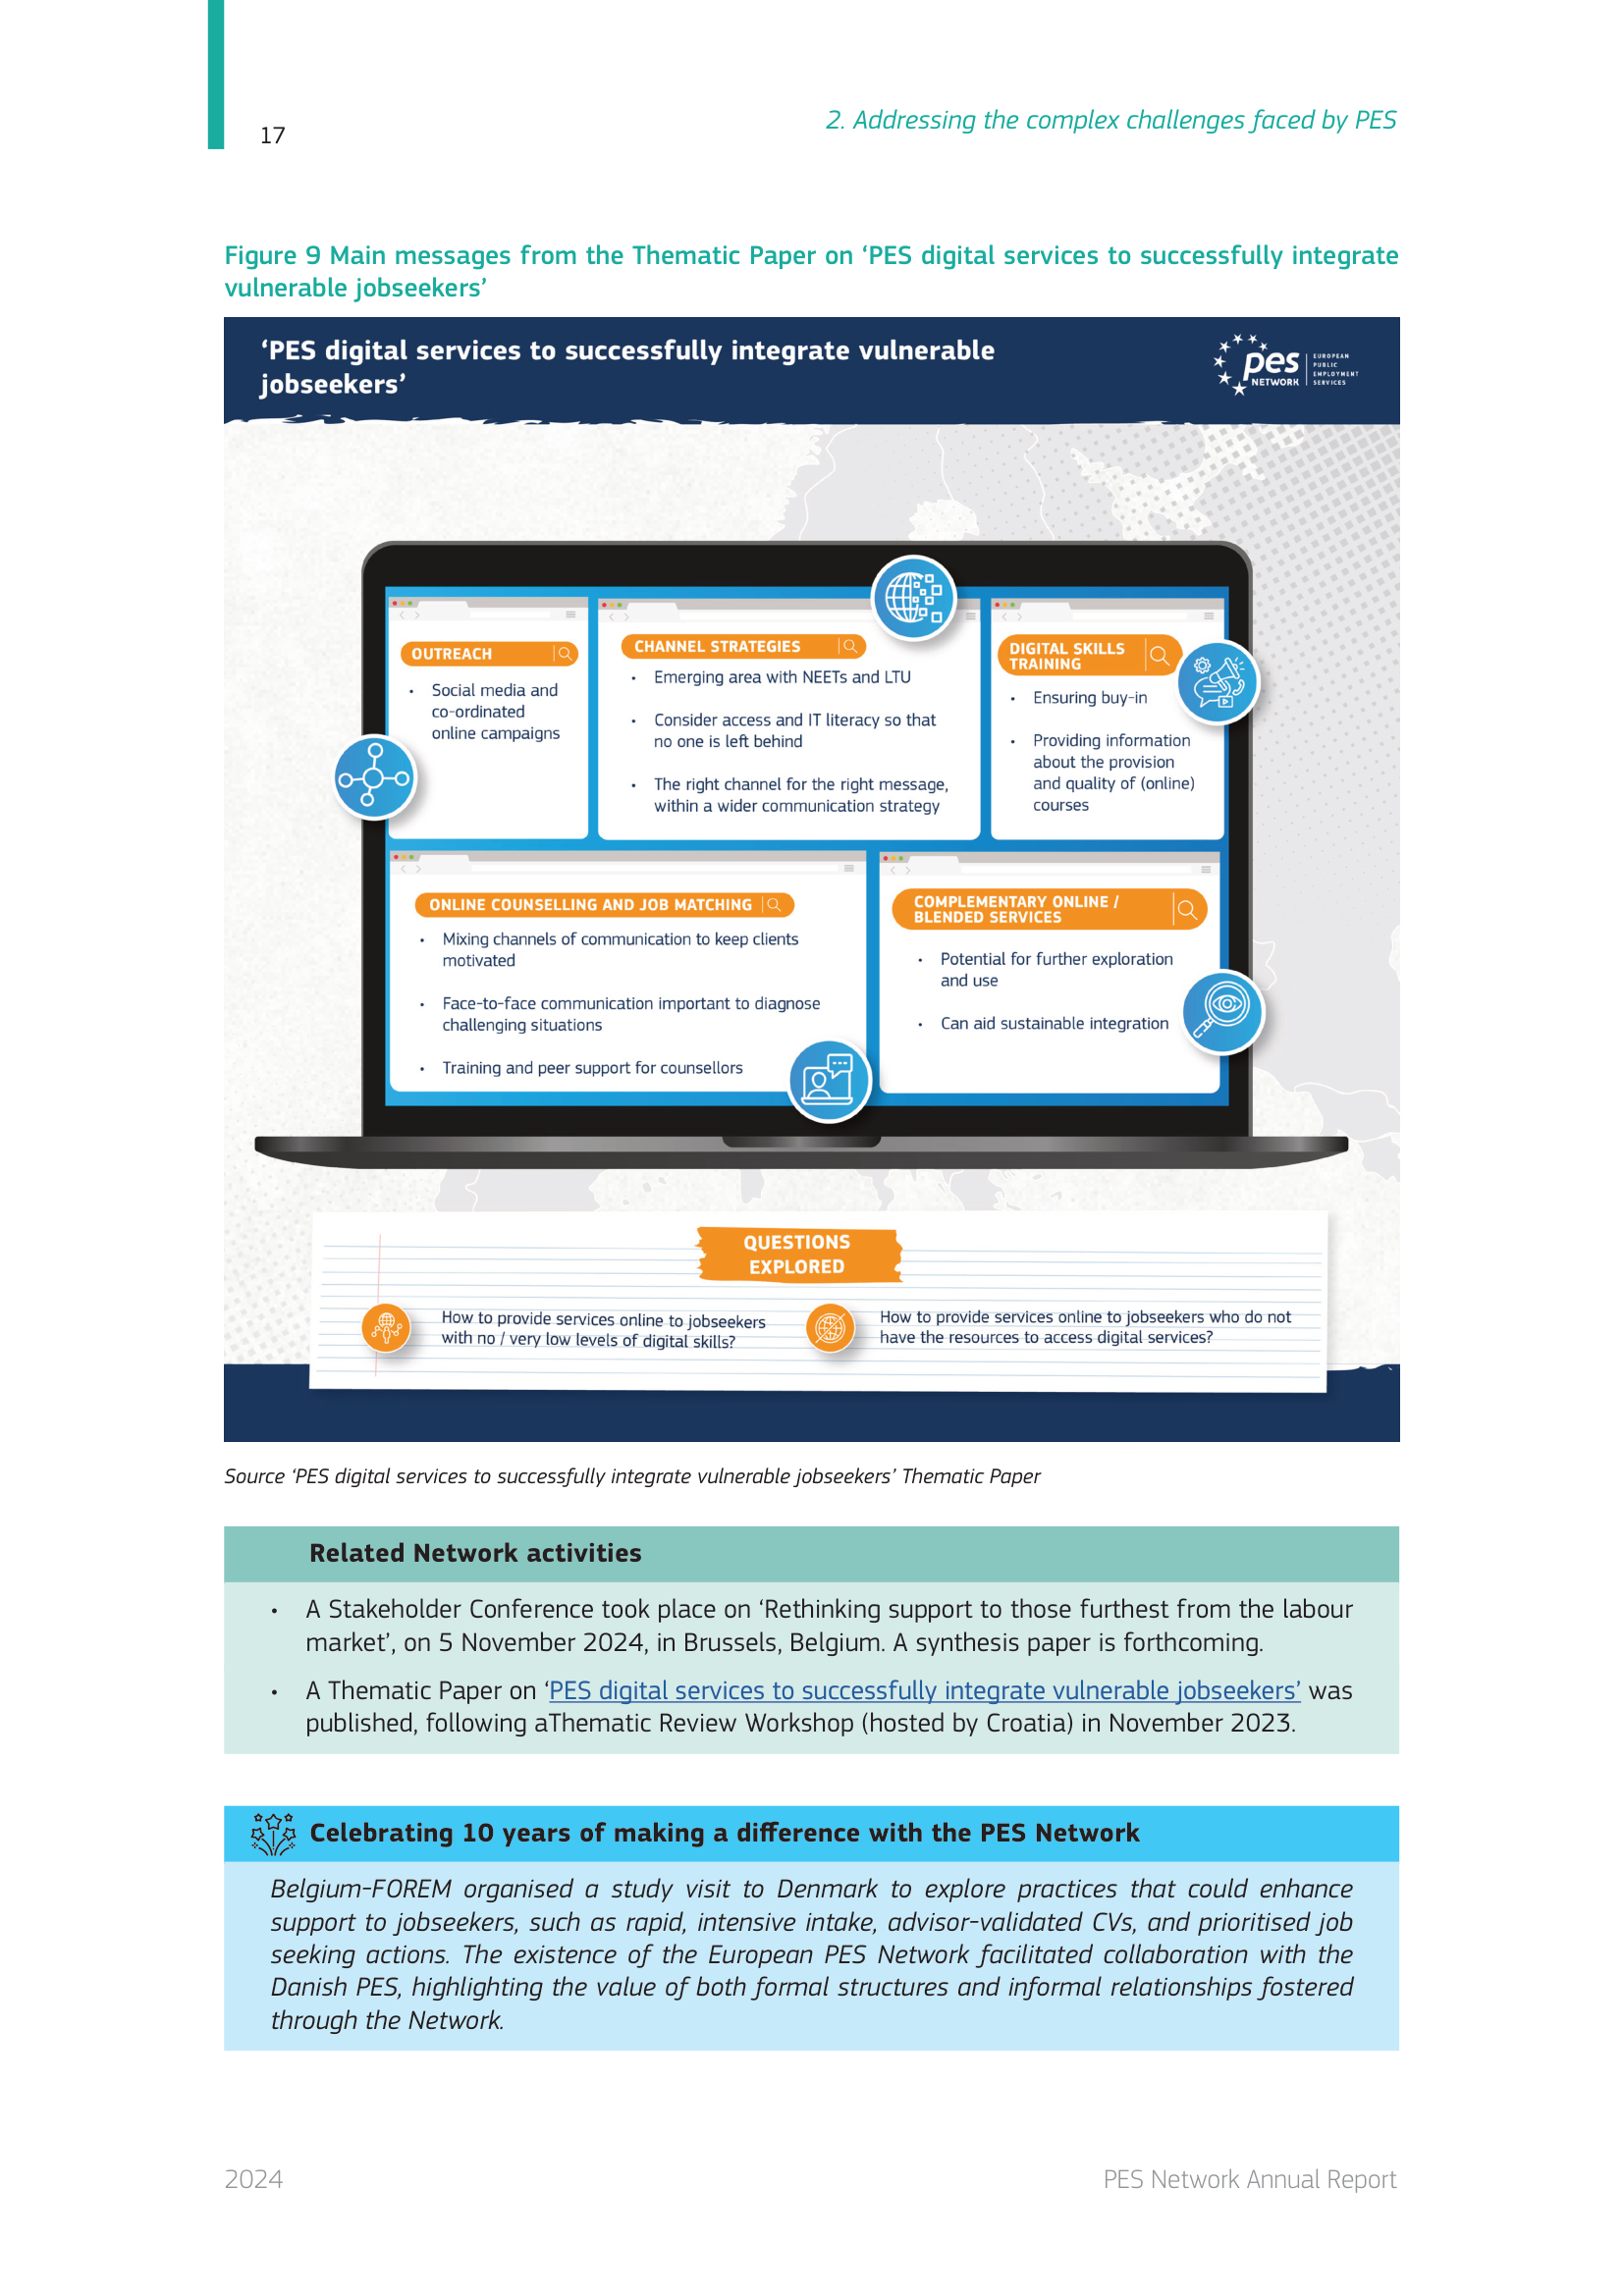 17
2. Addressing the complex challenges faced by PES
Figure 9 Main messages from the Thematic Paper on ‘PES digital services to successfully integrate
vulnerable jobseekers’
‘PES digital services to successfully integrate vulnerable
jobseekers’
pes
NETWORK
EUROPEAN
PUBLIC
EMPLOYMENT
SERVICES
OUTREACH
• Social media and
co-ordinated
online campaigns
CHANNEL STRATEGIES
• Emerging area with NEETs and LTU
• Consider access and IT literacy so that
no one is left behind
• The right channel for the right message,
within a wider communication strategy
DIGITAL SKILLS
TRAINING
• Ensuring buy-in
• Providing information
about the provision
and quality of (online)
courses
ONLINE COUNSELLING AND JOB MATCHING
• Mixing channels of communication to keep clients
motivated
• Face-to-face communication important to diagnose
challenging situations
• Training and peer support for counsellors
COMPLEMENTARY ONLINE /
BLENDED SERVICES
• Potential for further exploration
and use
• Can aid sustainable integration
QUESTIONS
EXPLORED
How to provide services online to jobseekers
with no / very low levels of digital skills?
How to provide services online to jobseekers who do not
have the resources to access digital services?
Source ‘PES digital services to successfully integrate vulnerable jobseekers’ Thematic Paper
Related Network activities
• A Stakeholder Conference took place on ‘Rethinking support to those furthest from the labour
market’, on 5 November 2024, in Brussels, Belgium. A synthesis paper is forthcoming.
• A Thematic Paper on ‘PES digital services to successfully integrate vulnerable jobseekers’ was
published, following aThematic Review Workshop (hosted by Croatia) in November 2023.
Celebrating 10 years of making a difference with the PES Network
Belgium-FOREM organised a study visit to Denmark to explore practices that could enhance
support to jobseekers, such as rapid, intensive intake, advisor-validated CVs, and prioritised job
seeking actions. The existence of the European PES Network facilitated collaboration with the
Danish PES, highlighting the value of both formal structures and informal relationships fostered
through the Network.
2024
PES Network Annual Report